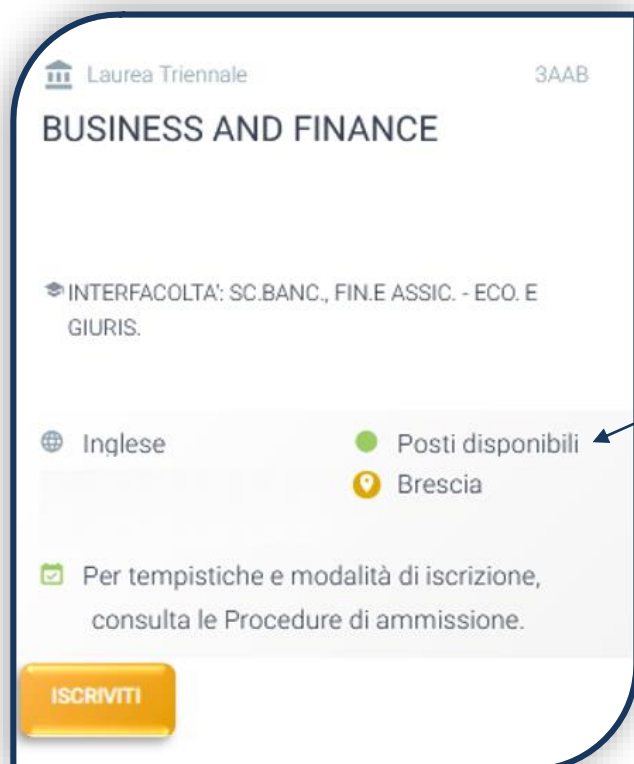 Laurea Triennale 3AAB
BUSINESS AND FINANCE
INTERFACOLTA': SC.BANC., FIN.E ASSIC. - ECO. E
GIURIS.
Inglese Posti disponibili
Brescia
Per tempistiche e modalità di iscrizione,
consulta le Procedure di ammissione.
ISCRIVITI